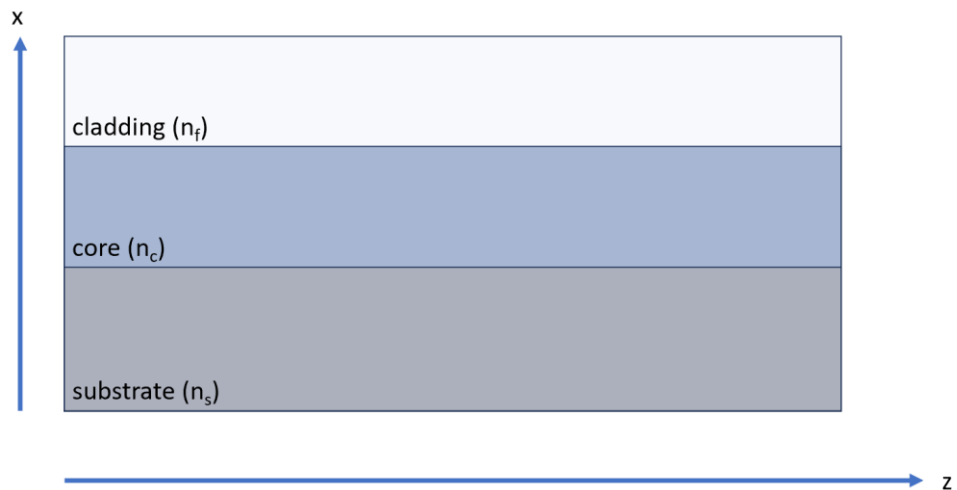 x
cladding (nf)
core (nc)
substrate (ns)
z